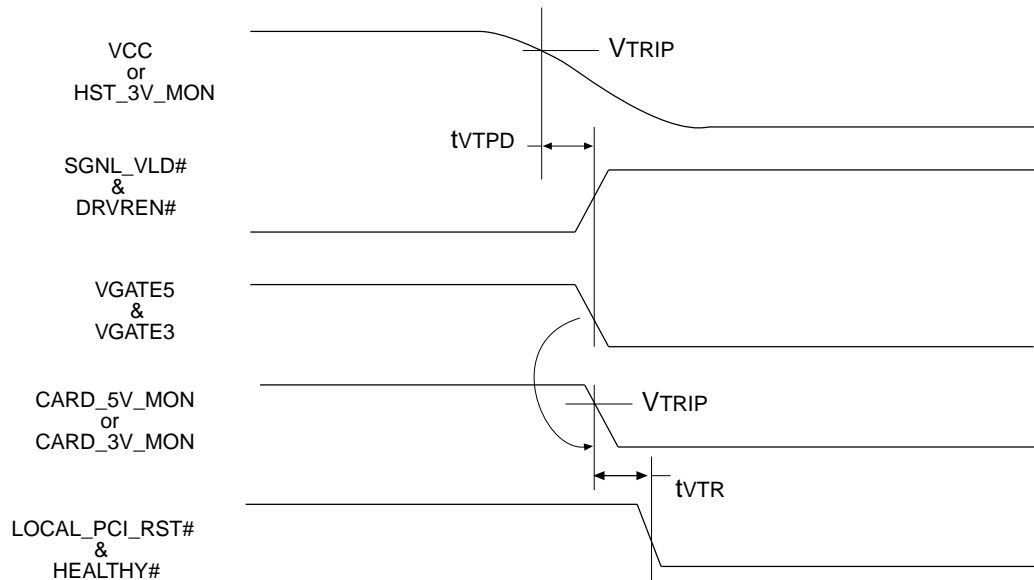 VCC
or
HST_3V_MON
VTRIP
tVTPD
SGNL_VLD#
&
DRVREN#
VGATE5
&
VGATE3
CARD_5V_MON
or
CARD_3V_MON
VTRIP
tVTR
LOCAL_PCI_RST#
&
HEALTHY#